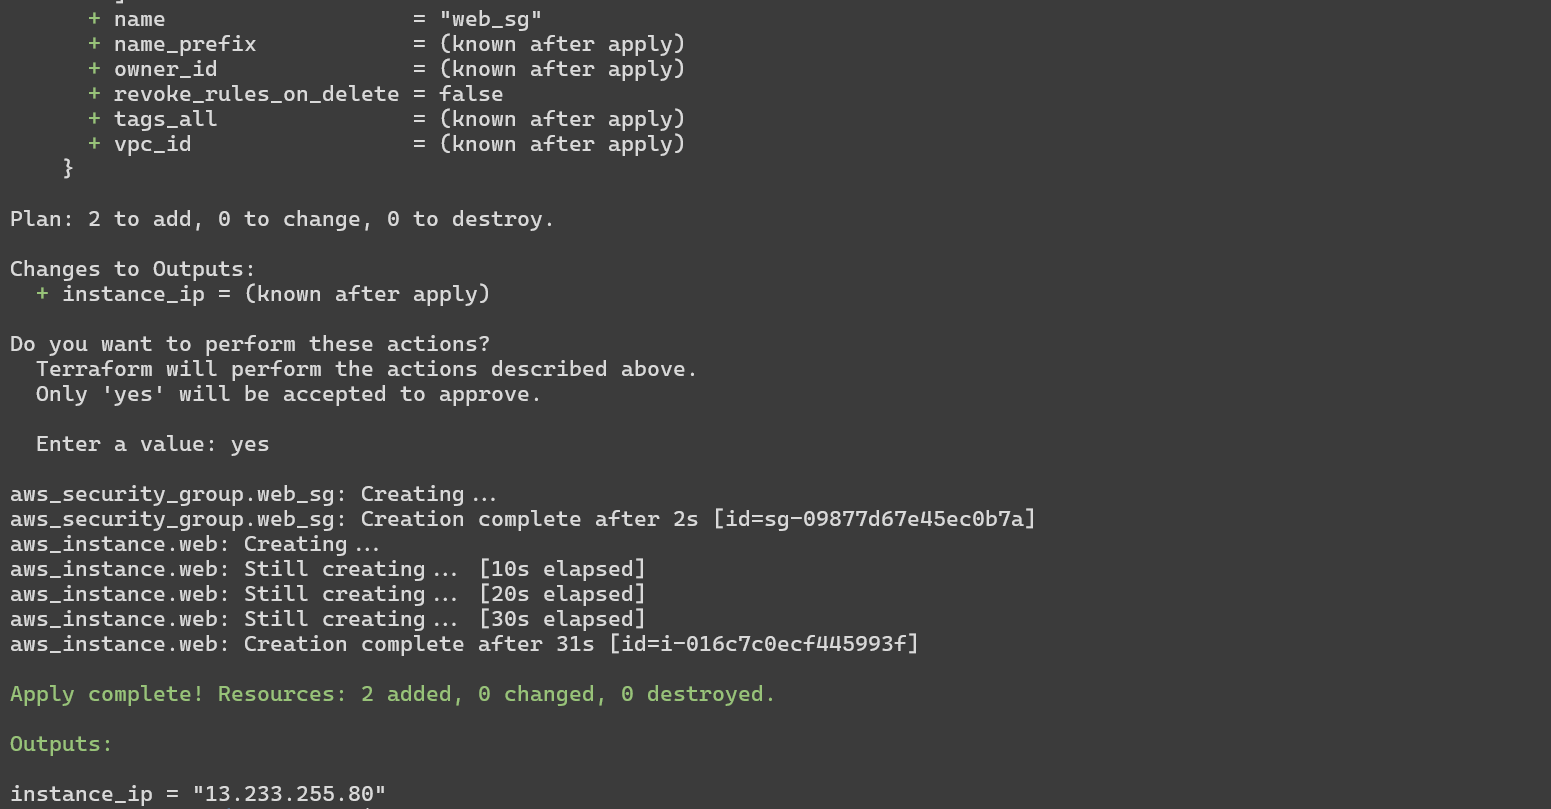 ]
+ name = "web_sg"
+ name_prefix = (known after apply)
+ owner_id = (known after apply)
+ revoke_rules_on_delete = false
+ tags_all = (known after apply)
+ vpc_id = (known after apply)
}
Plan: 2 to add, 0 to change, 0 to destroy.
Changes to Outputs:
+ instance_ip = (known after apply)
Do you want to perform these actions?
Terraform will perform the actions described above.
Only 'yes' will be accepted to approve.
Enter a value: yes
aws_security_group.web_sg: Creating...
aws_security_group.web_sg: Creation complete after 2s [id=sg-09877d67e45ec0b7a]
aws_instance.web: Creating...
aws_instance.web: Still creating... [10s elapsed]
aws_instance.web: Still creating... [20s elapsed]
aws_instance.web: Still creating... [30s elapsed]
aws_instance.web: Creation complete after 31s [id=i-016c7c0ecf445993f]
Apply complete! Resources: 2 added, 0 changed, 0 destroyed.
Outputs:
instance_ip = "13.233.255.80"